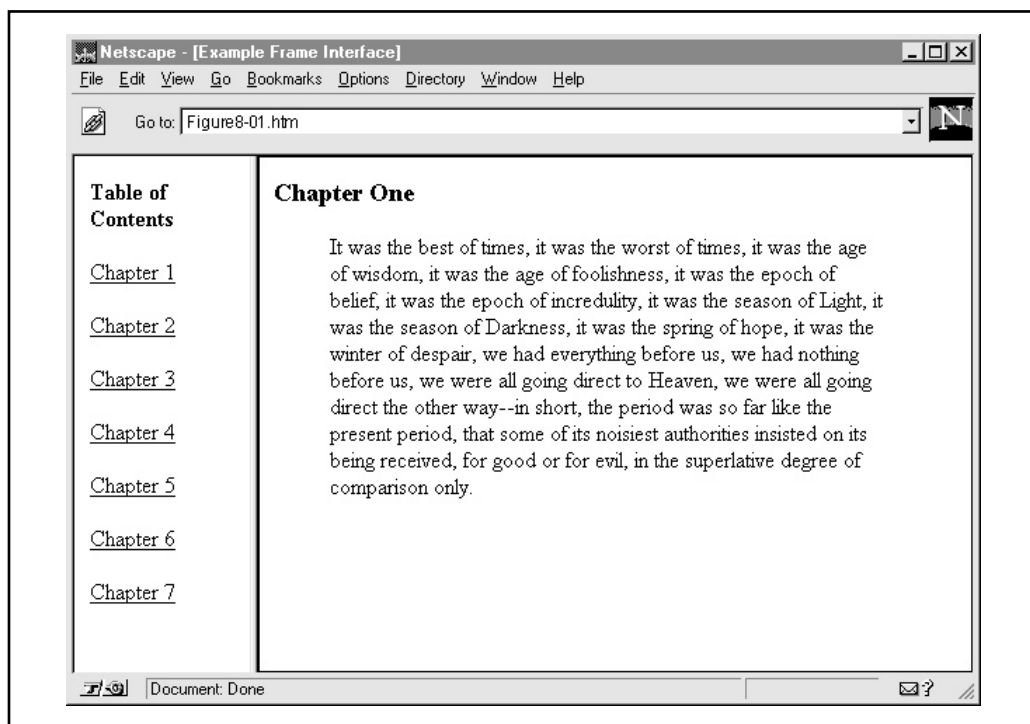 Netscape - [Example Frame Interface]
File Edit View Go Bookmarks Options Directory Window Help
Go to: Figure8-01.htm
N
Table of
Contents
Chapter 1
Chapter 2
Chapter 3
Chapter 4
Chapter 5
Chapter 6
Chapter 7
Chapter One
It was the best of times, it was the worst of times, it was the age
of wisdom, it was the age of foolishness, it was the epoch of
belief, it was the epoch of incredulity, it was the season of Light, it
was the season of Darkness, it was the spring of hope, it was the
winter of despair, we had everything before us, we had nothing
before us, we were all going direct to Heaven, we were all going
direct the other way--in short, the period was so far like the
present period, that some of its noisiest authorities insisted on its
being received, for good or for evil, in the superlative degree of
comparison only.
Document: Done
?